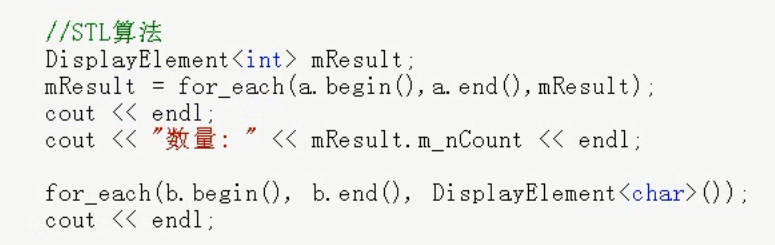 //STL算法
DisplayElement<int> mResult;
mResult = for_each(a.begin(),a.end(),mResult);
cout << endl;
cout << "数量: " << mResult.m_nCount << endl;
for_each(b.begin(), b.end(), DisplayElement<char>());
cout << endl;